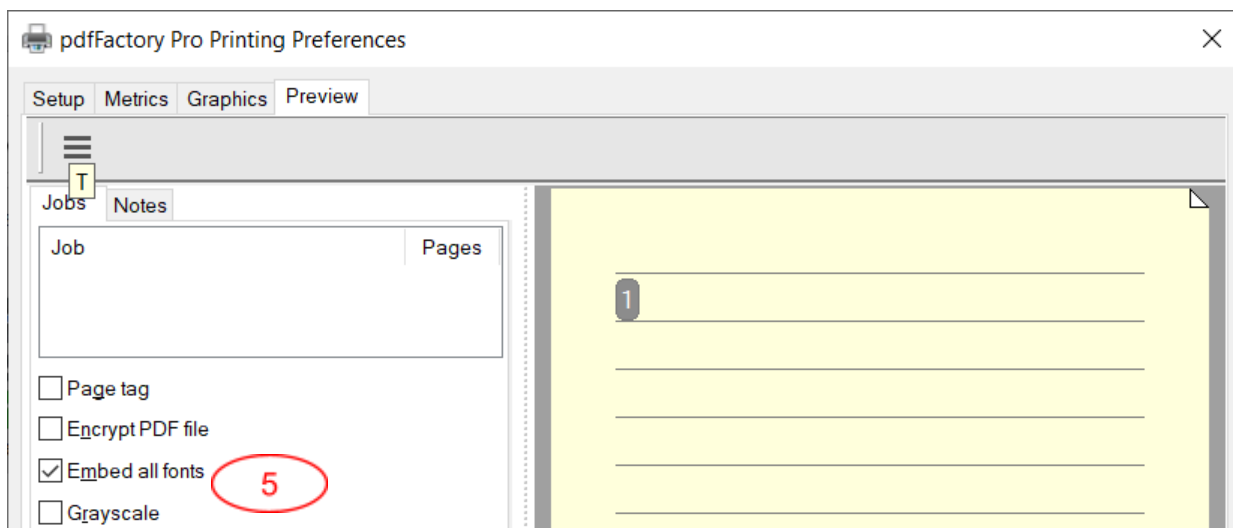 pdfFactory Pro Printing Preferences
Setup Metrics Graphics Preview
T
Jobs Notes
Job Pages
1
Page tag
Encrypt PDF file
Embed all fonts 5
Grayscale